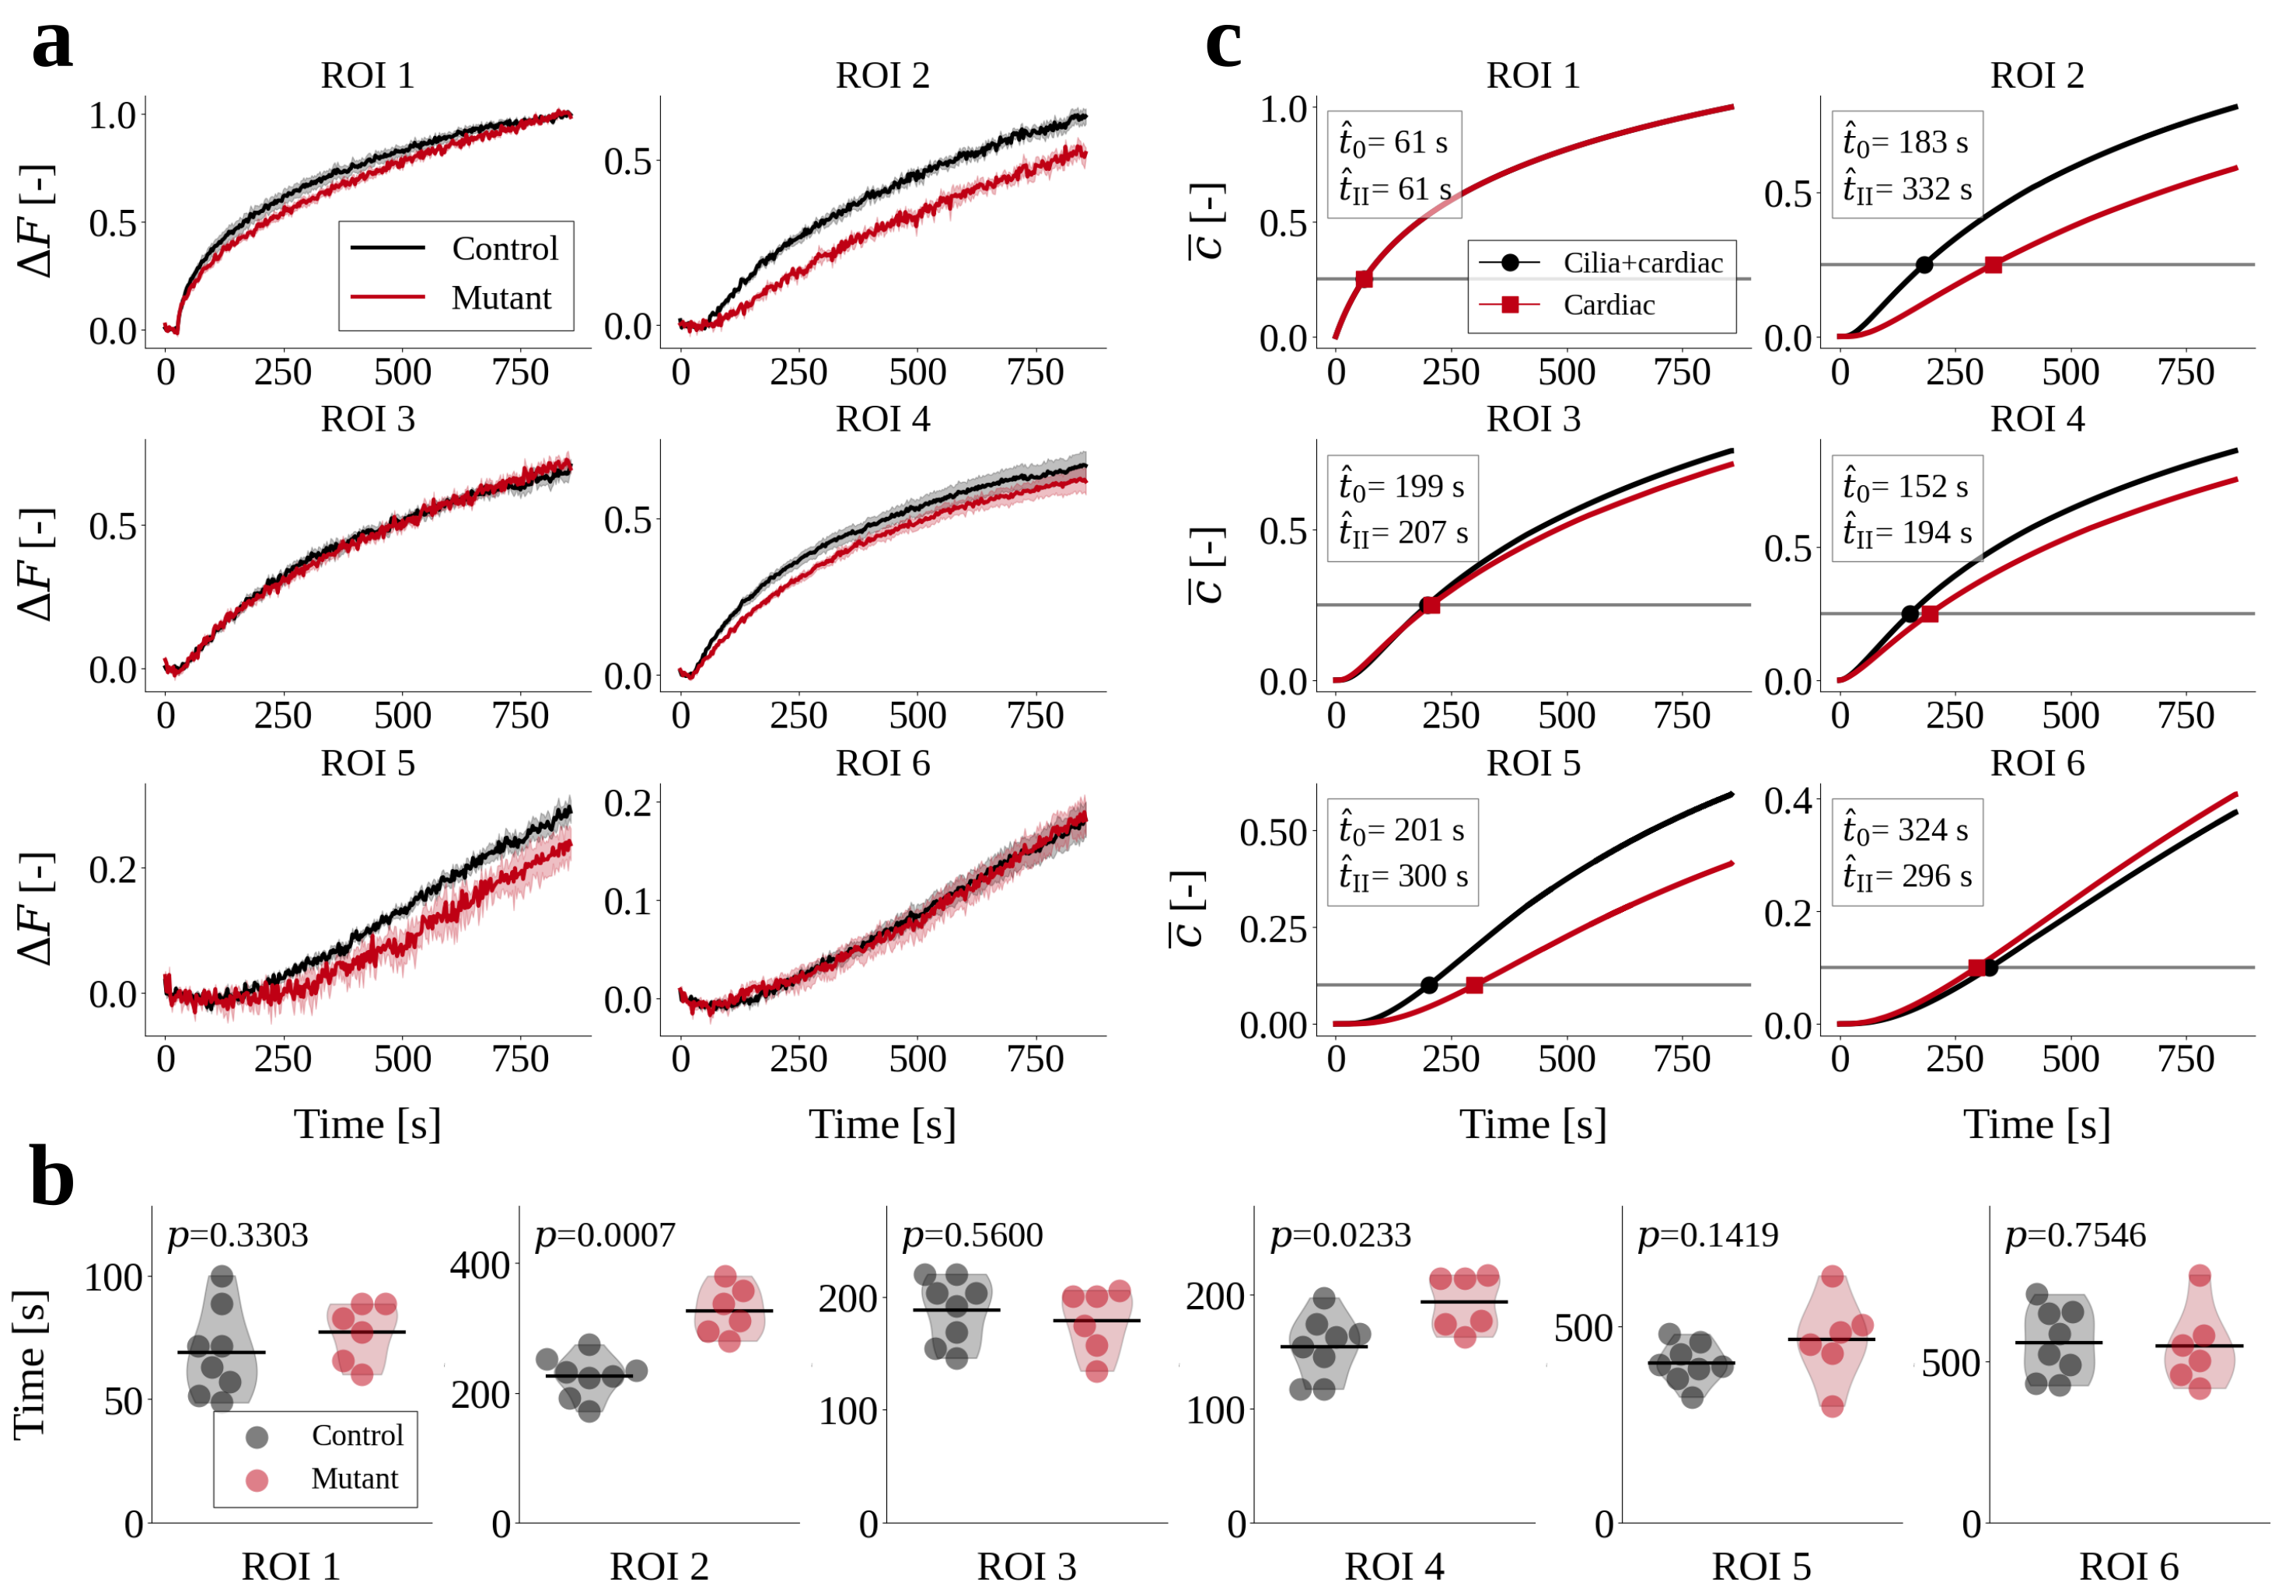 a
ROI 1
ΔF [-]
1.0
0.5
0.0
0 250 500 750
Control
Mutant
ROI 2
0.5
0.0
0 250 500 750
ROI 3
ΔF [-]
0.5
0.0
0 250 500 750
ROI 4
0.5
0.0
0 250 500 750
ROI 5
ΔF [-]
0.2
0.0
0 250 500 750
Time [s]
ROI 6
0.2
0.1
0.0
0 250 500 750
Time [s]
c
ROI 1
c̅ [-]
1.0
0.5
0.0
t̂₀= 61 s
t̂II= 61 s
Cilia+cardiac
Cardiac
0 250 500 750
ROI 2
0.5
0.0
t̂₀= 183 s
t̂II= 332 s
0 250 500 750
ROI 3
c̅ [-]
0.5
0.0
t̂₀= 199 s
t̂II= 207 s
0 250 500 750
ROI 4
0.5
0.0
t̂₀= 152 s
t̂II= 194 s
0 250 500 750
ROI 5
c̅ [-]
0.50
0.25
0.00
t̂₀= 201 s
t̂II= 300 s
0 250 500 750
Time [s]
ROI 6
0.4
0.2
0.0
t̂₀= 324 s
t̂II= 296 s
0 250 500 750
Time [s]
b
Time [s]
p=0.3303
100
50
0
Control
Mutant
ROI 1
p=0.0007
400
200
0
ROI 2
p=0.5600
200
100
0
ROI 3
p=0.0233
200
100
0
ROI 4
p=0.1419
500
0
ROI 5
p=0.7546
500
0
ROI 6